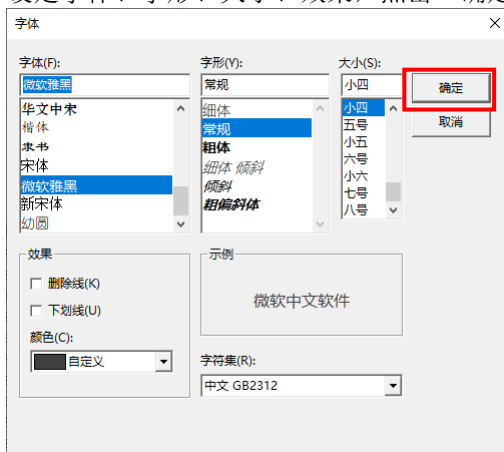 字体
字体(F):
字形(Y):
大小(S):
微软雅黑
常规
小四
确定
取消
华文中宋
楷体
隶书
宋体
微软雅黑
新宋体
幼圆
细体
常规
粗体
细体 倾斜
倾斜
粗偏斜体
小四
五号
小五
六号
小六
七号
八号
效果
删除线(K)
下划线(U)
颜色(C):
自定义
示例
微软中文软件
字符集(R):
中文 GB2312